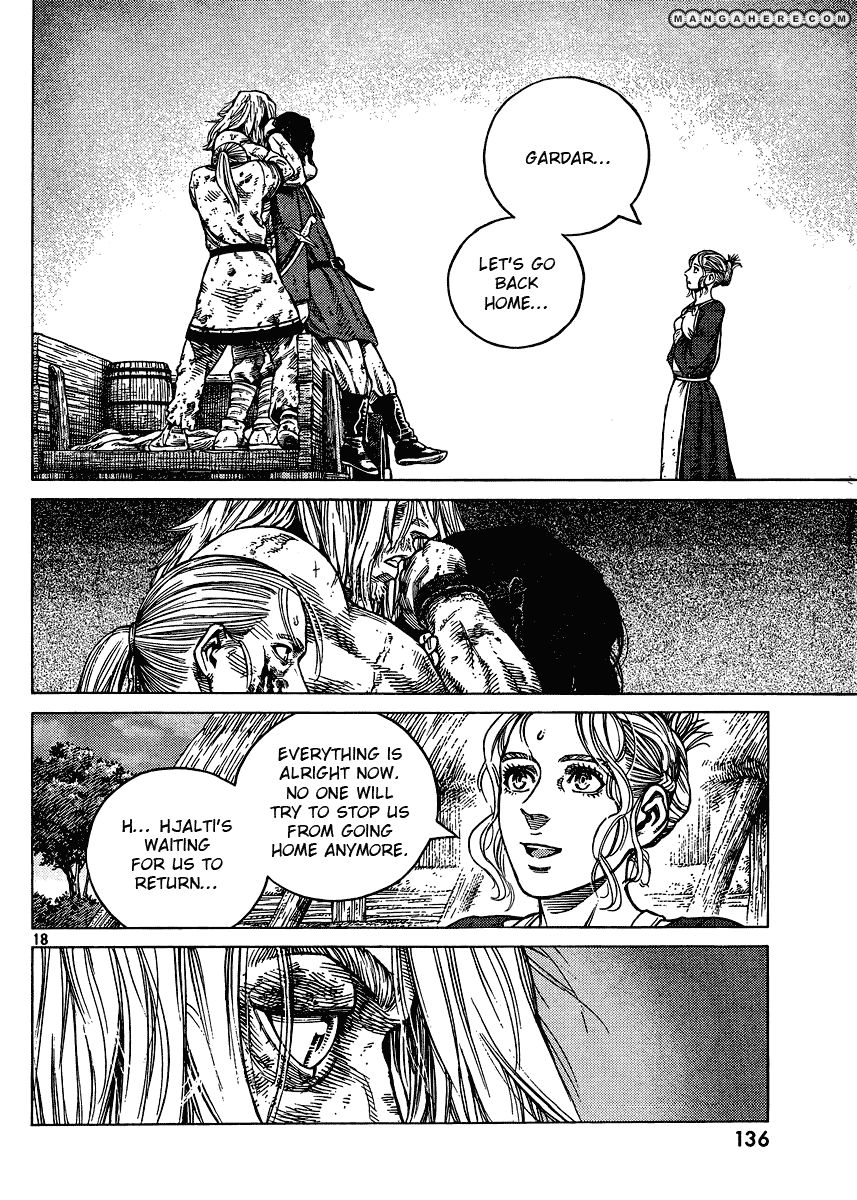 MANGAHERE.COM
GARDAR...
LET'S GO
BACK
HOME...
EVERYTHING IS
ALRIGHT NOW.
NO ONE WILL
TRY TO STOP US
FROM GOING
HOME ANYMORE.
H... HJALTI'S
WAITING
FOR US TO
RETURN...
18
136